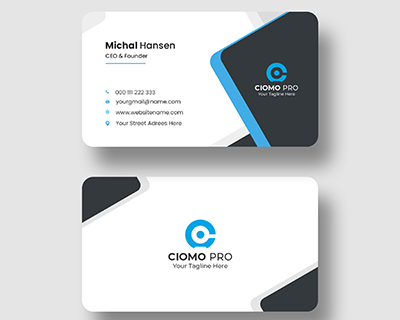 Michal Hansen
CEO & Founder
000 111 222 333
yourgmail@name.com
www.websitename.com
Your Street Adrees Here
CIOMO PRO
Your Tagline Here
CIOMO PRO
Your Tagline Here